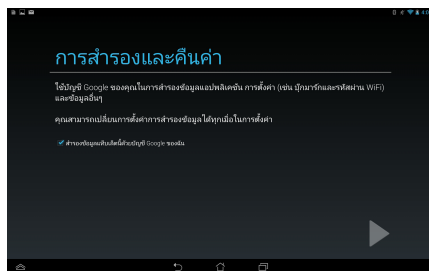 การสำรองและคืนค่า
ใช้บัญชี Google ของคุณในการสำรองข้อมูลแอปพลิเคชั่น การตั้งค่า (เช่น บุ๊กมาร์กและรหัสผ่าน WiFi)
และข้อมูลอื่นๆ
คุณสามารถเปลี่ยนการตั้งค่าการสำรองข้อมูลได้ทุกเมื่อในการตั้งค่า
สำรองข้อมูลแท็บเล็ตนี้ด้วยบัญชี Google ของฉัน